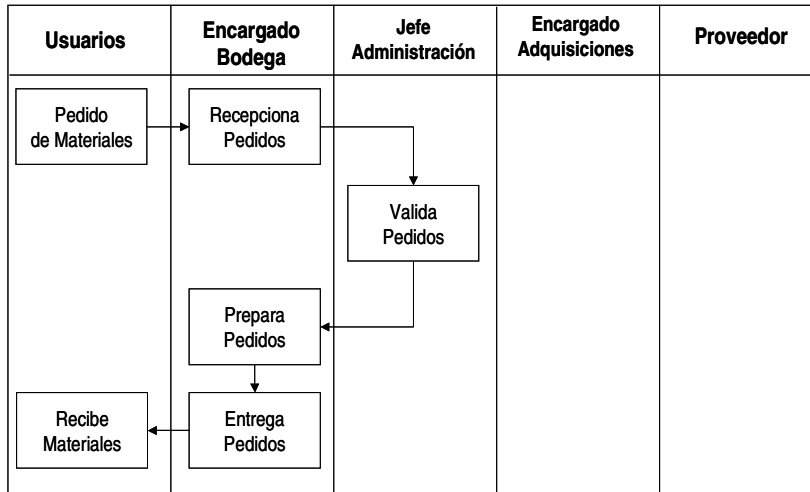 Usuarios
Encargado
Bodega
Jefe
Administración
Encargado
Adquisiciones
Proveedor
Pedido
de Materiales
Recepciona
Pedidos
Valida
Pedidos
Prepara
Pedidos
Recibe
Materiales
Entrega
Pedidos